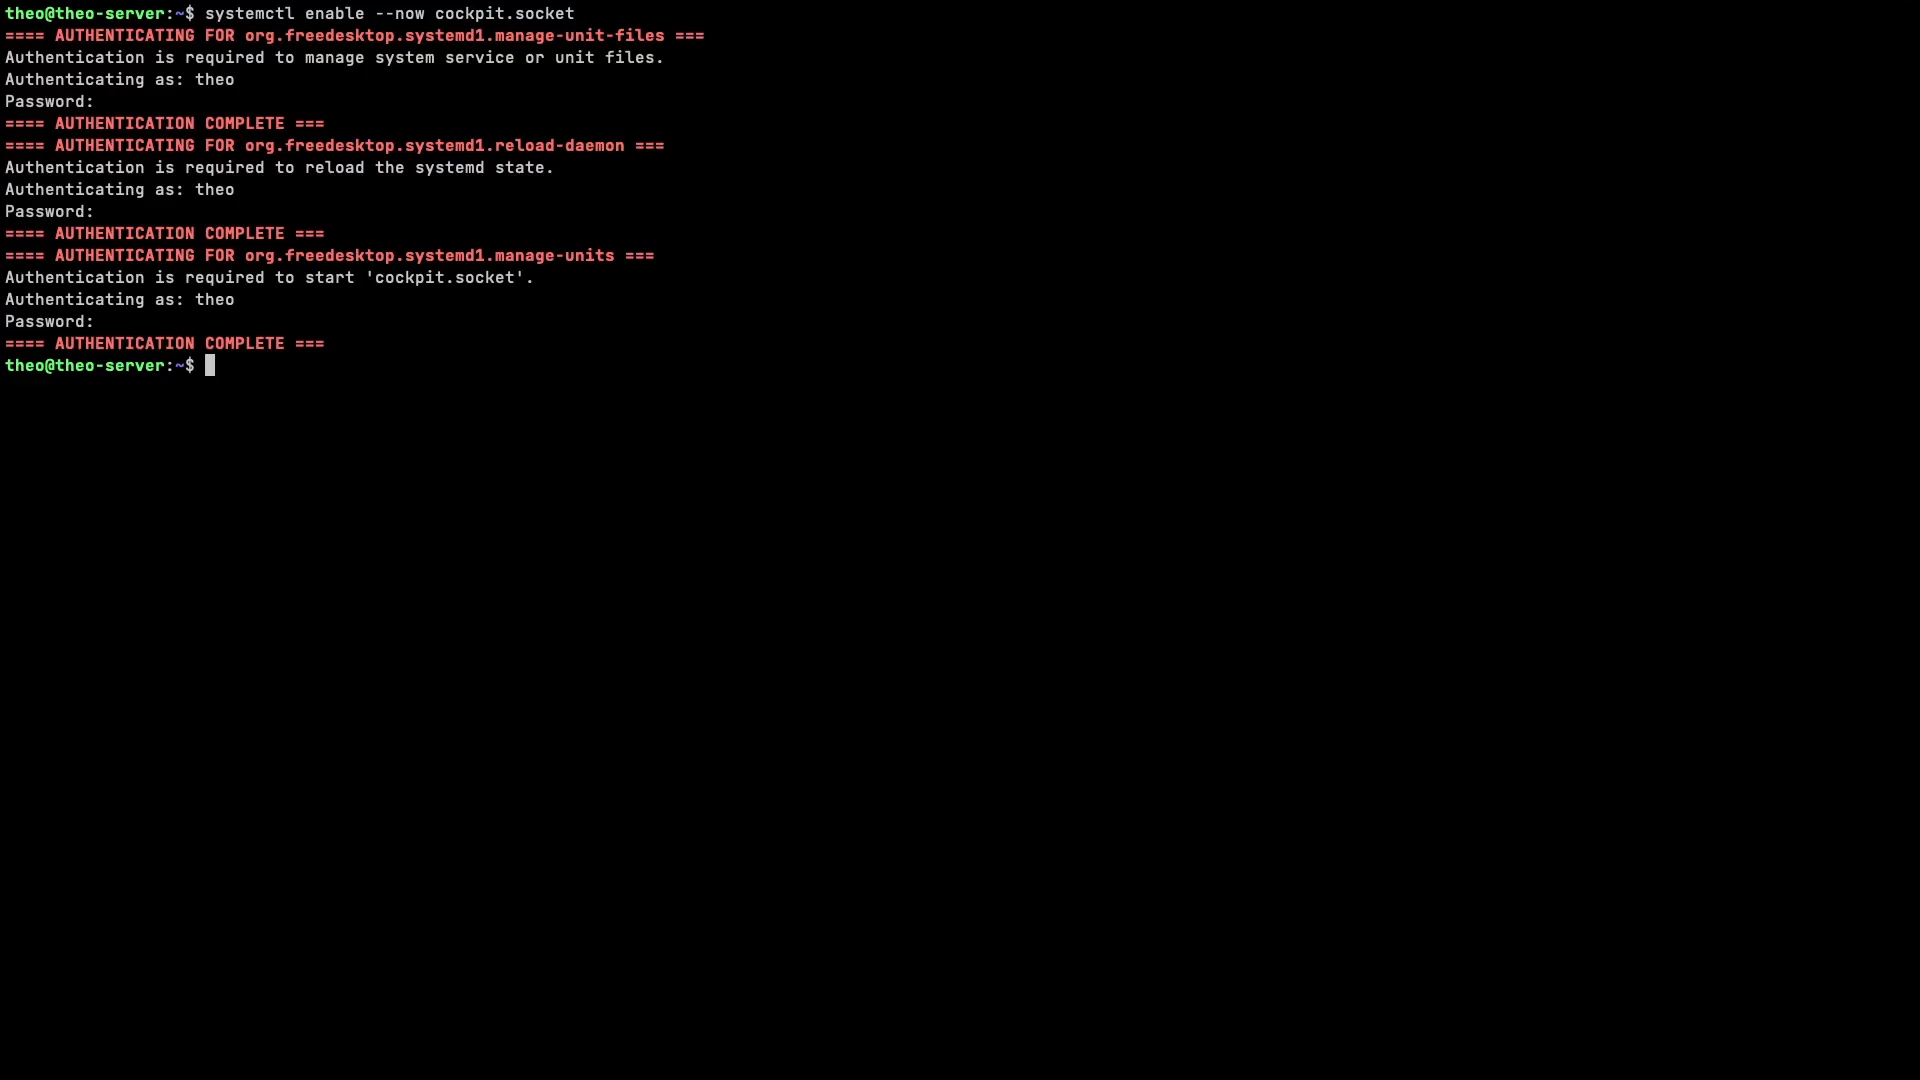 theo@theo-server:~$ systemctl enable --now cockpit.socket
==== AUTHENTICATING FOR org.freedesktop.systemd1.manage-unit-files ===
Authentication is required to manage system service or unit files.
Authenticating as: theo
Password:
==== AUTHENTICATION COMPLETE ===
==== AUTHENTICATING FOR org.freedesktop.systemd1.reload-daemon ===
Authentication is required to reload the systemd state.
Authenticating as: theo
Password:
==== AUTHENTICATION COMPLETE ===
==== AUTHENTICATING FOR org.freedesktop.systemd1.manage-units ===
Authentication is required to start 'cockpit.socket'.
Authenticating as: theo
Password:
==== AUTHENTICATION COMPLETE ===
theo@theo-server:~$